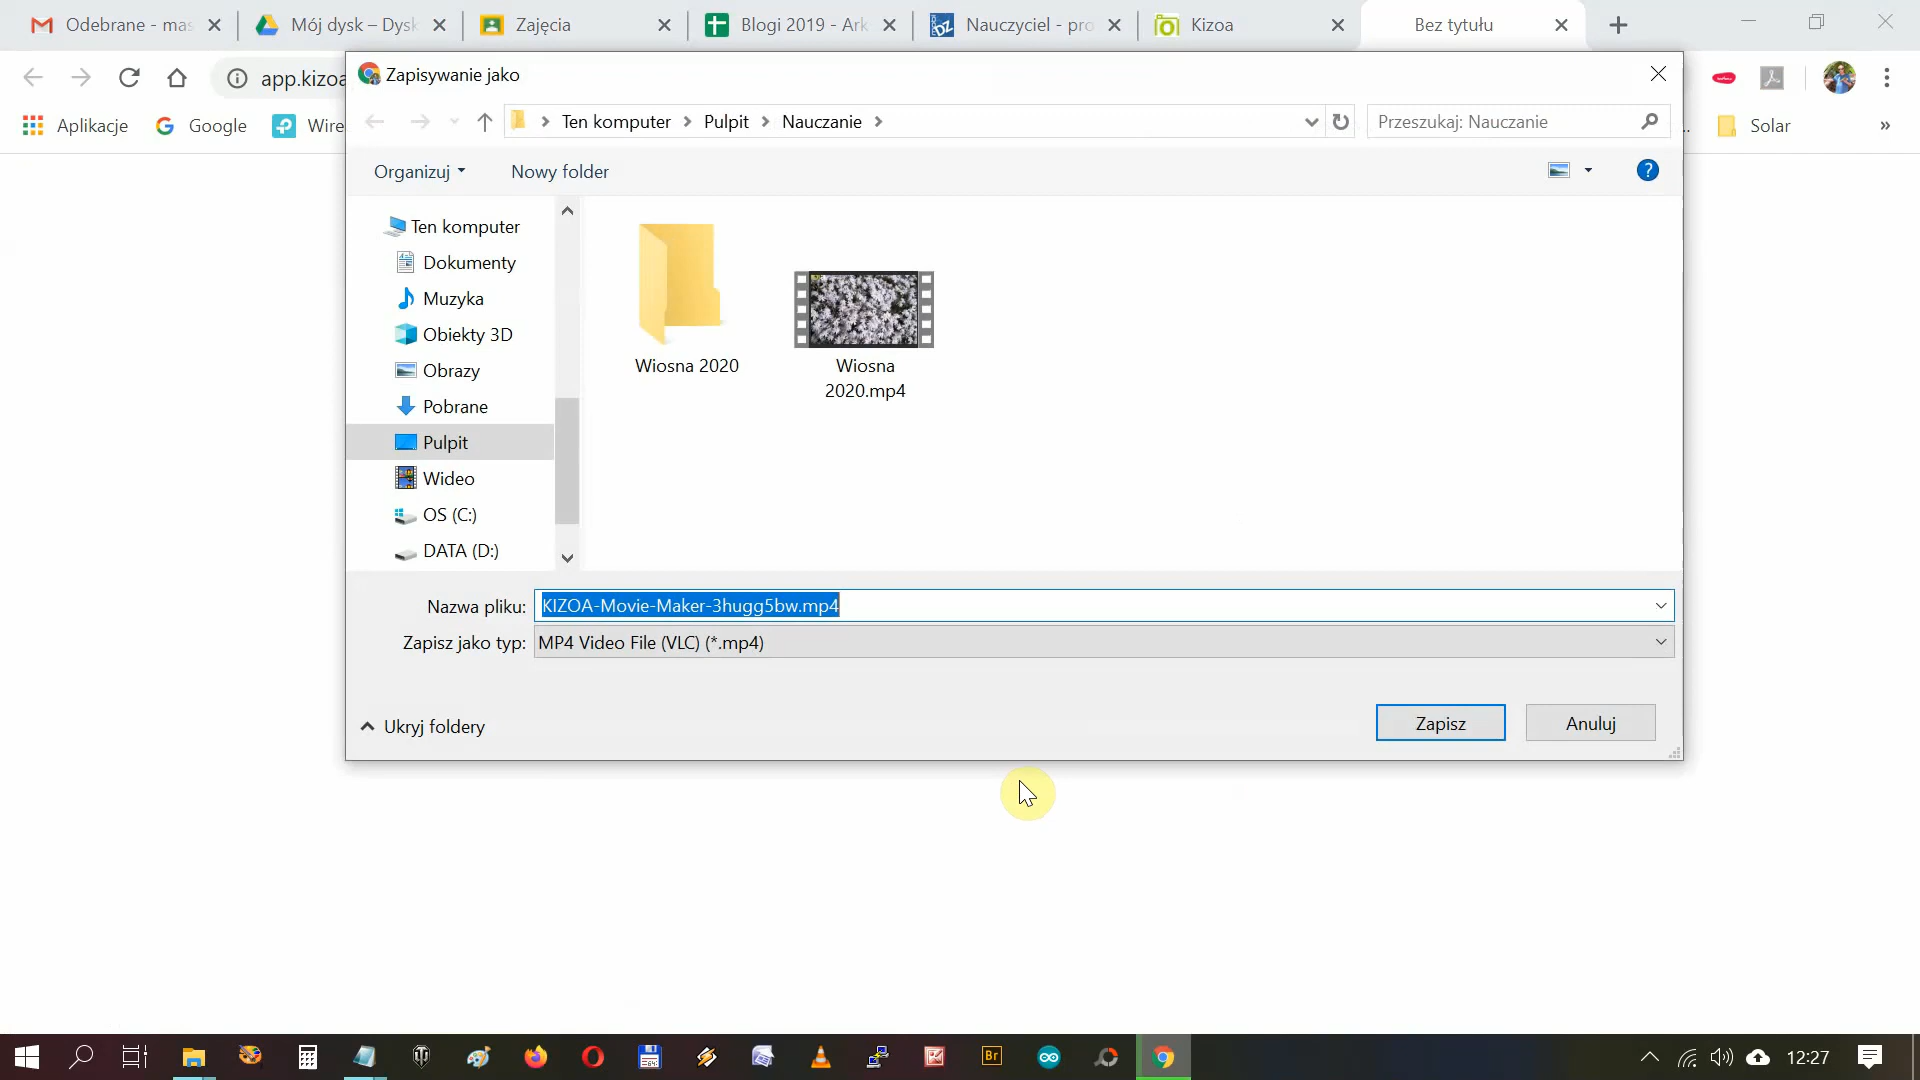 Odebrane - mas
Mój dysk – Dysk
Zajęcia
Blogi 2019 - Ark
Nauczyciel - pro
Kizoa
Bez tytułu
app.kizoa
Zapisywanie jako
Aplikacje
Google
Wire
Solar
»
Ten komputer > Pulpit > Nauczanie >
Przeszukaj: Nauczanie
Organizuj
Nowy folder
?
Ten komputer
Dokumenty
Muzyka
Obiekty 3D
Obrazy
Pobrane
Pulpit
Wideo
OS (C:)
DATA (D:)
Wiosna 2020
Wiosna
2020.mp4
Nazwa pliku: KIZOA-Movie-Maker-3hugg5bw.mp4
Zapisz jako typ: MP4 Video File (VLC) (*.mp4)
Ukryj foldery
Zapisz
Anuluj
Br
12:27